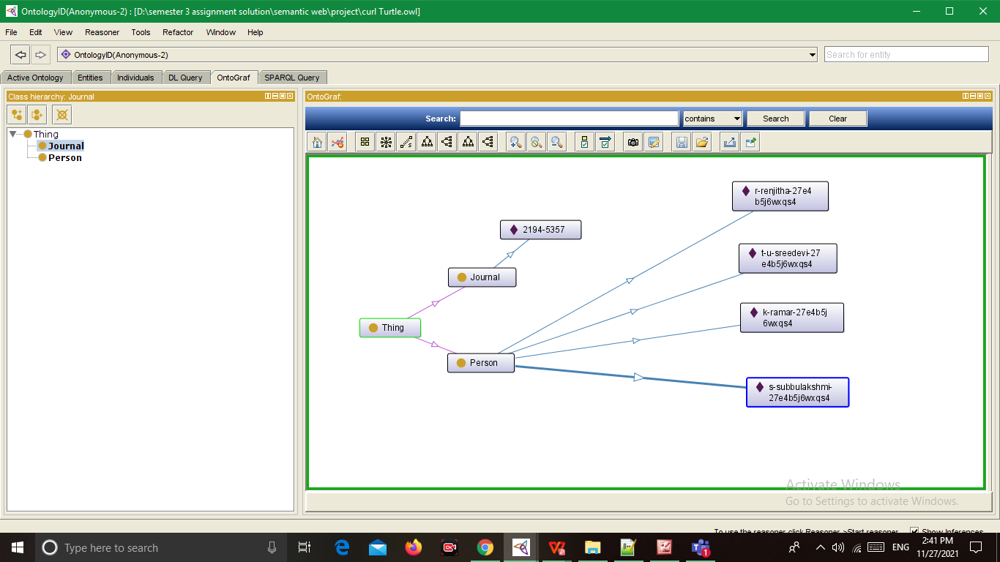 OntologyID(Anonymous-2) : [D:\semester 3 assignment solution\semantic web\project\curl Turtle.owl]
File Edit View Reasoner Tools Refactor Window Help
OntologyID(Anonymous-2)
Search for entity
Active Ontology Entities Individuals DL Query OntoGraf SPARQL Query
Class hierarchy: Journal
Thing
Journal
Person
OntoGraf:
Search: contains Search Clear
r-renjitha-27e4
b5j6wxqs4
2194-5357
t-u-sreedevi-27
e4b5j6wxqs4
Journal
k-ramar-27e4b5j
6wxqs4
Thing
Person
s-subbulakshmi-
27e4b5j6wxqs4
Activate Windows
Go to Settings to activate Windows.
To use the reasoner click Reasoner->Start reasoner Show Inferences
Type here to search
1
ENG
2:41 PM
11/27/2021